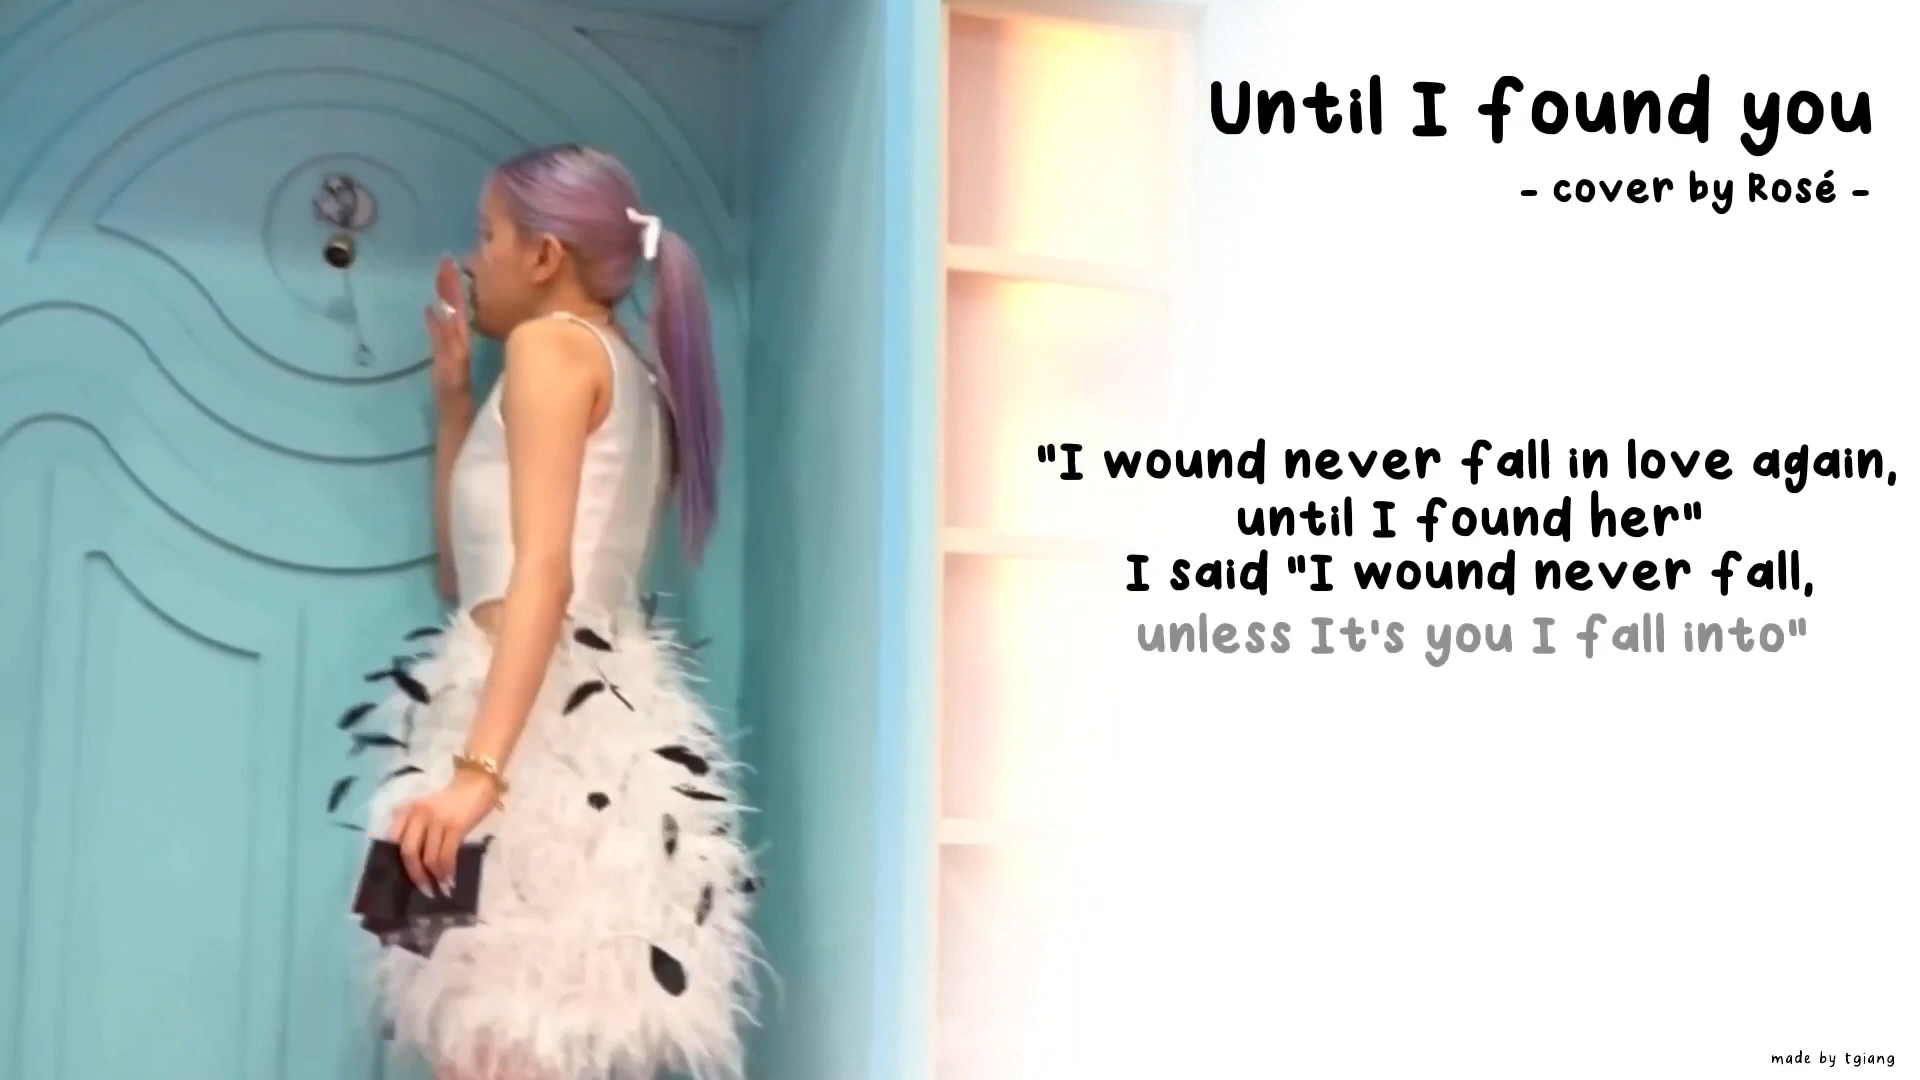 Until I found you
- cover by Rosé -
"I wound never fall in love again,
until I found her"
I said "I wound never fall,
unless It's you I fall into"
made by tgiang